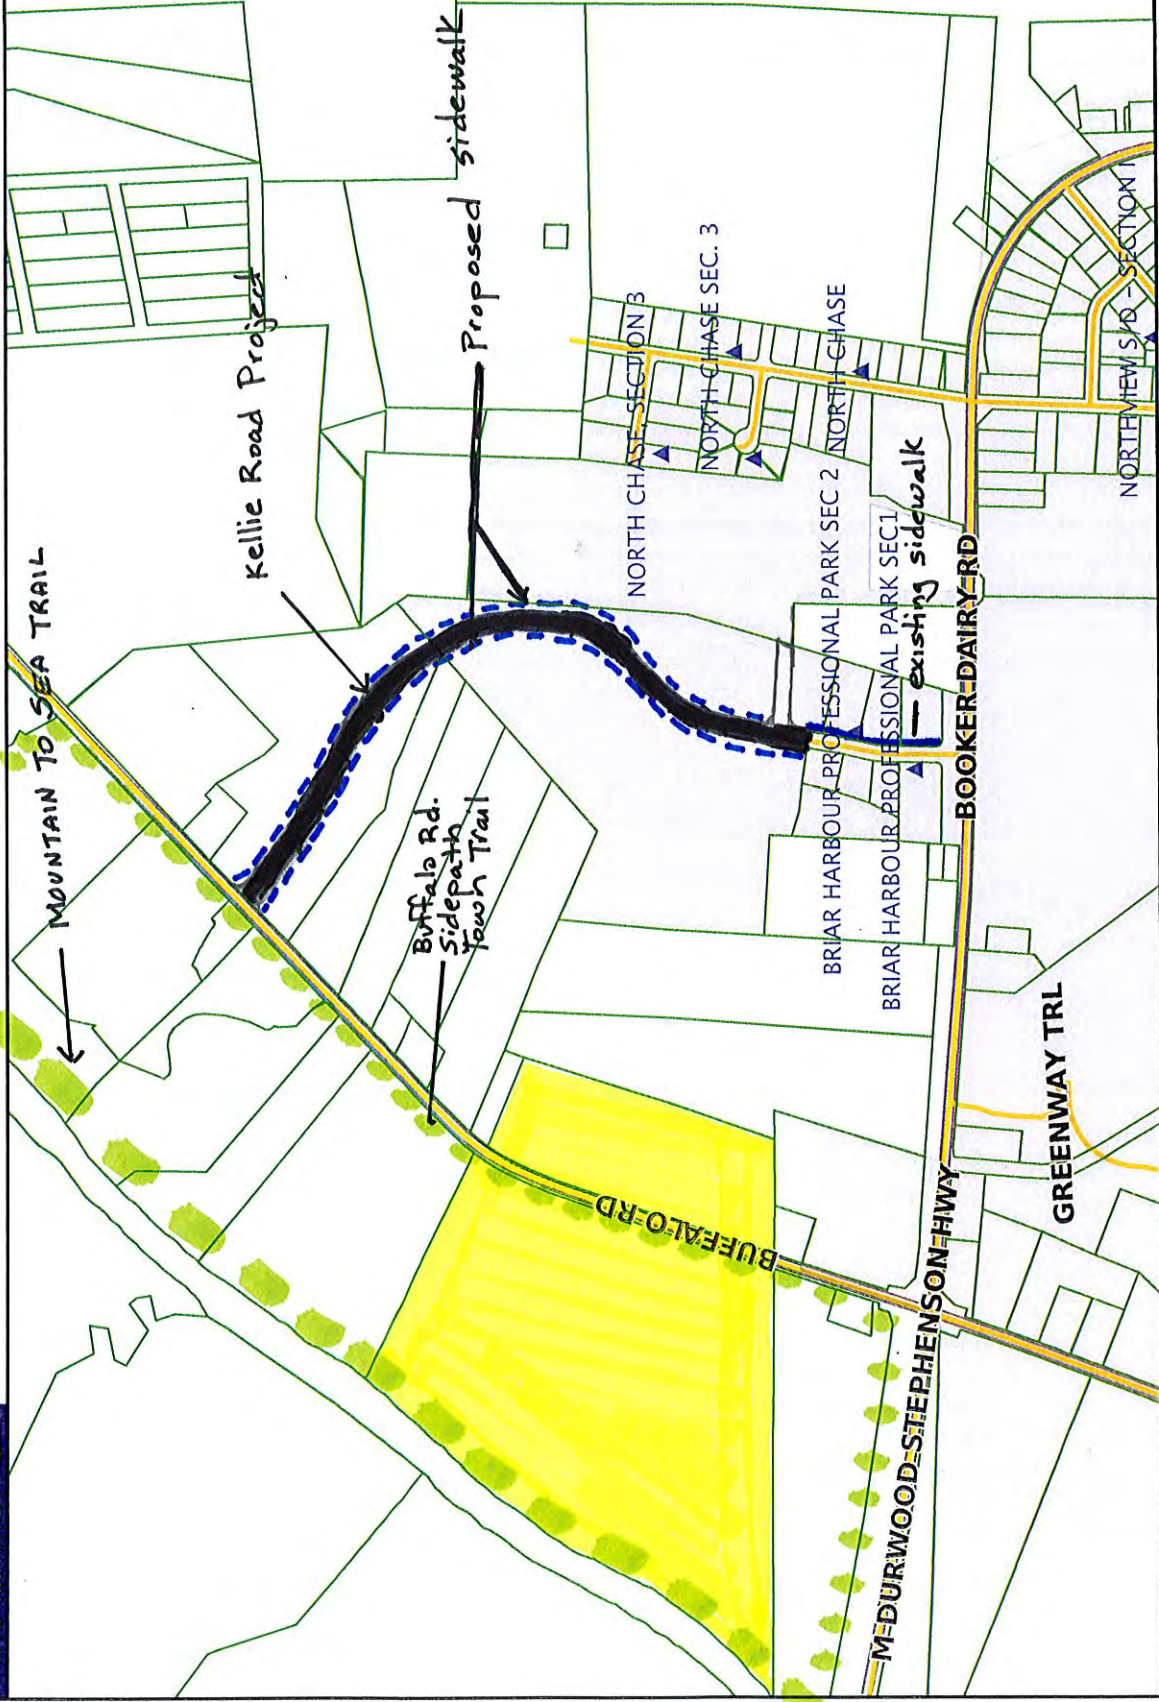 MOUNTAIN TO SEA TRAIL
Kellie Road Project
Proposed sidewalk
Buffalo Rd.
Sidepath
Town Trail
BUFFALO RD
NORTH CHASE, SECTION 3
NORTH CHASE SEC. 3
NORTH CHASE
BRIAR HARBOUR PROFESSIONAL PARK SEC 2
BRIAR HARBOUR PROFESSIONAL PARK SEC1
existing sidewalk
BOOKER DAIRY RD
M DURWOOD STEPHENSON HWY
GREENWAY TRL
NORTHVIEW S/D - SECTION I